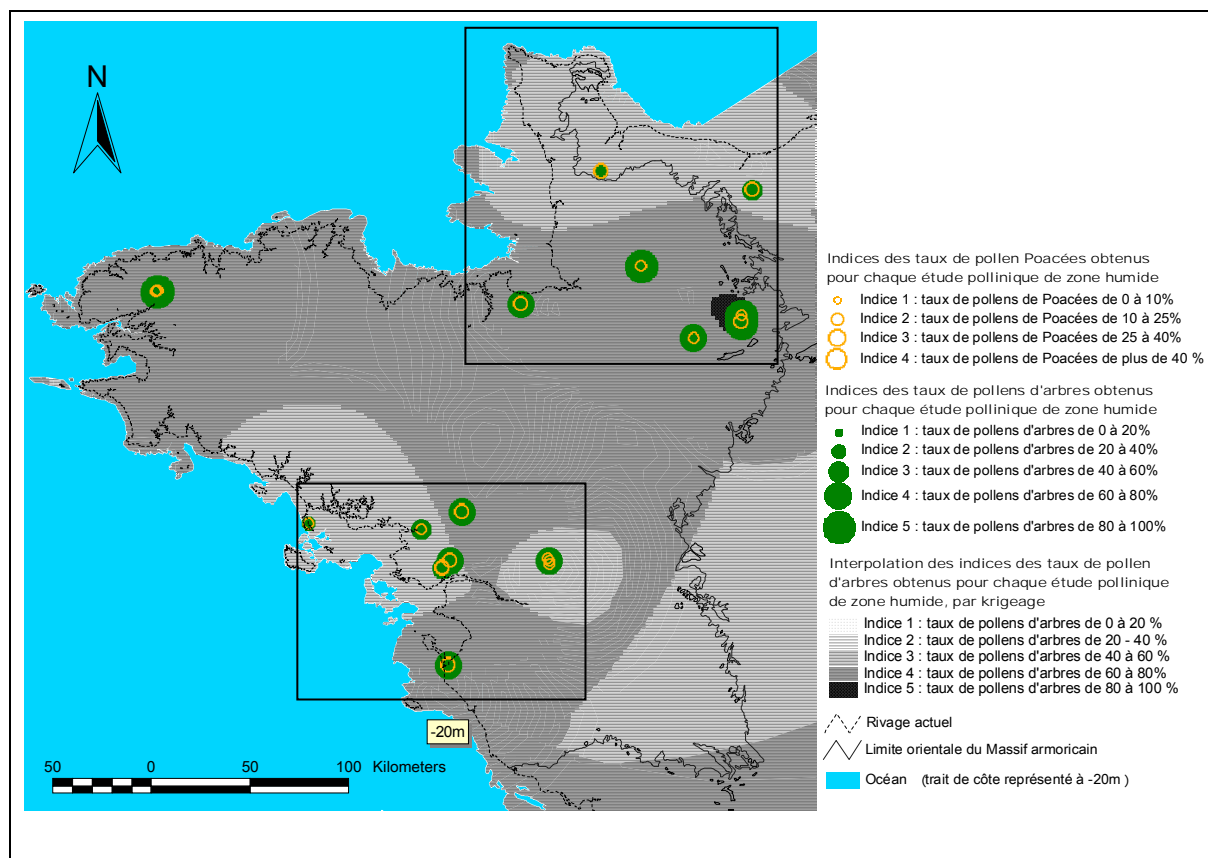 N
-20m
50 0 50 100 Kilometers
Indices des taux de pollen Poacées obtenus
pour chaque étude pollinique de zone humide
Indice 1 : taux de pollens de Poacées de 0 à 10%
Indice 2 : taux de pollens de Poacées de 10 à 25%
Indice 3 : taux de pollens de Poacées de 25 à 40%
Indice 4 : taux de pollens de Poacées de plus de 40 %
Indices des taux de pollens d'arbres obtenus
pour chaque étude pollinique de zone humide
Indice 1 : taux de pollens d'arbres de 0 à 20%
Indice 2 : taux de pollens d'arbres de 20 à 40%
Indice 3 : taux de pollens d'arbres de 40 à 60%
Indice 4 : taux de pollens d'arbres de 60 à 80%
Indice 5 : taux de pollens d'arbres de 80 à 100%
Interpolation des indices des taux de pollen
d'arbres obtenus pour chaque étude pollinique
de zone humide, par krigeage
Indice 1 : taux de pollens d'arbres de 0 à 20 %
Indice 2 : taux de pollens d'arbres de 20 - 40 %
Indice 3 : taux de pollens d'arbres de 40 à 60 %
Indice 4 : taux de pollens d'arbres de 60 à 80%
Indice 5 : taux de pollens d'arbres de 80 à 100 %
Rivage actuel
Limite orientale du Massif armoricain
Océan (trait de côte représenté à -20m )